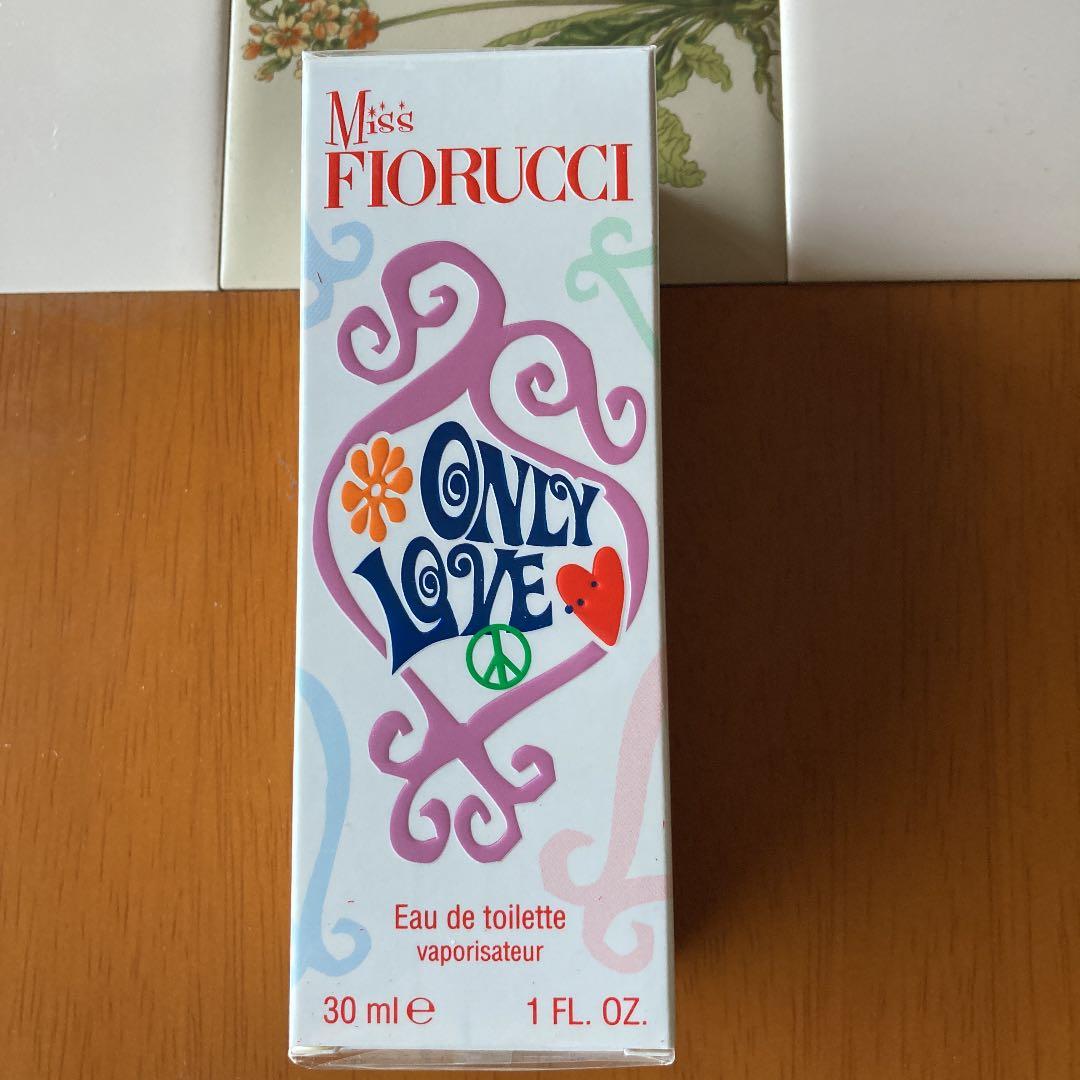 Miss
FIORUCCI
ONLY
LOVE
Eau de toilette
vaporisateur
30 ml ℮ 1 FL. OZ.